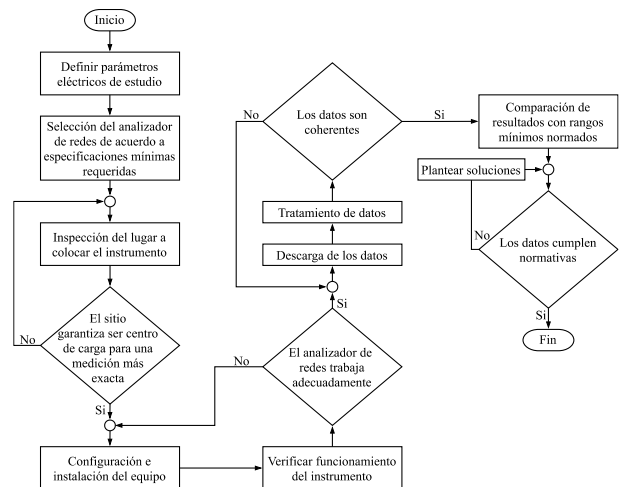 Inicio
Definir parámetros
eléctricos de estudio
Selección del analizador
de redes de acuerdo a
especificaciones mínimas
requeridas
Inspección del lugar a
colocar el instrumento
El sitio
garantiza ser centro
de carga para una
medición más
exacta
No
Si
Configuración e
instalación del equipo
Verificar funcionamiento
del instrumento
El analizador de
redes trabaja
adecuadamente
No
Si
Descarga de los datos
Tratamiento de datos
Los datos son
coherentes
No
Si
Comparación de
resultados con rangos
mínimos normados
Plantear soluciones
Los datos cumplen
normativas
No
Si
Fin